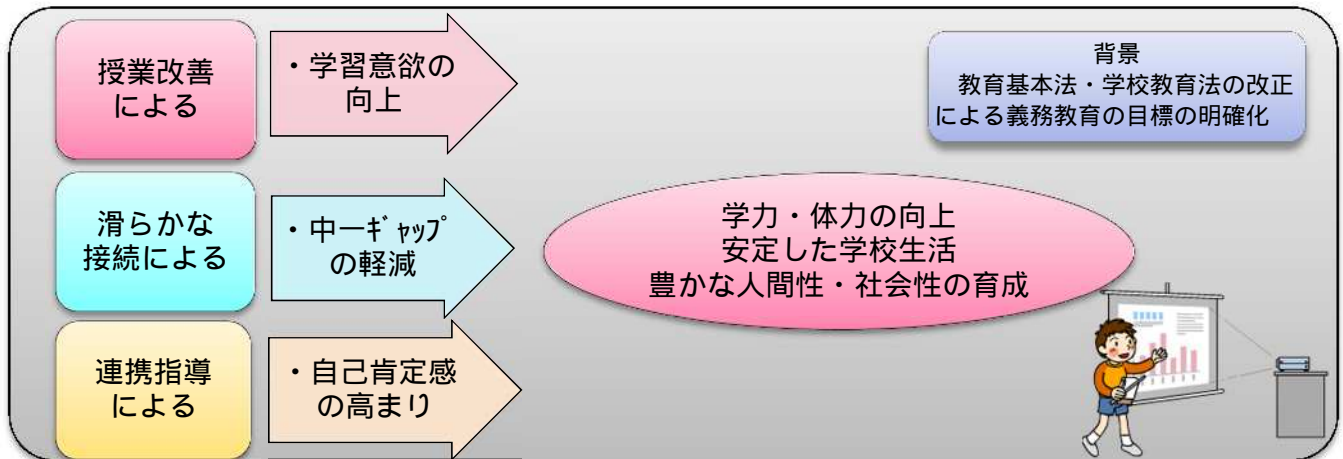 授業改善
による
・学習意欲の
向上
背景
教育基本法・学校教育法の改正
による義務教育の目標の明確化
滑らかな
接続による
・中一ｷﾞｬｯﾌﾟ
の軽減
学力・体力の向上
安定した学校生活
豊かな人間性・社会性の育成
連携指導
による
・自己肯定感
の高まり